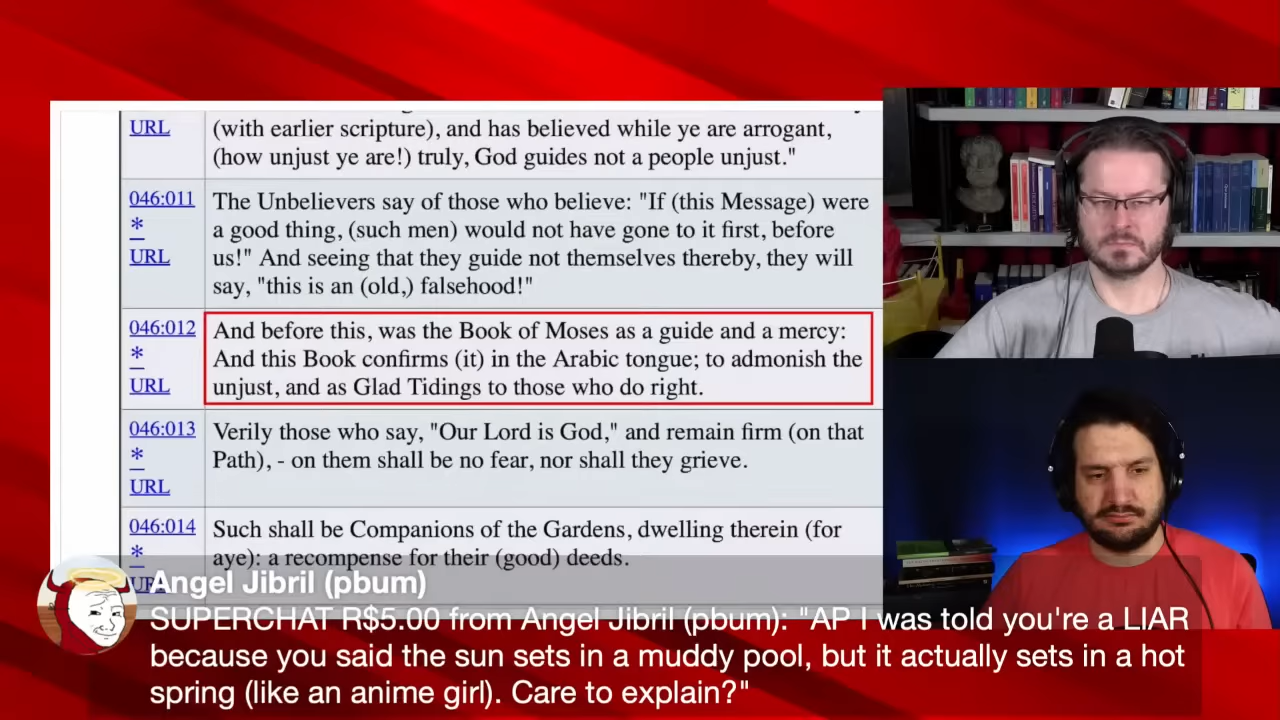 URL
(with earlier scripture), and has believed while ye are arrogant,
(how unjust ye are!) truly, God guides not a people unjust."
046:011
*
URL
The Unbelievers say of those who believe: "If (this Message) were
a good thing, (such men) would not have gone to it first, before
us!" And seeing that they guide not themselves thereby, they will
say, "this is an (old,) falsehood!"
046:012
*
URL
And before this, was the Book of Moses as a guide and a mercy:
And this Book confirms (it) in the Arabic tongue; to admonish the
unjust, and as Glad Tidings to those who do right.
046:013
*
URL
Verily those who say, "Our Lord is God," and remain firm (on that
Path), - on them shall be no fear, nor shall they grieve.
046:014
*
Such shall be Companions of the Gardens, dwelling therein (for
aye): a recompense for their (good) deeds.
Angel Jibril (pbum)
SUPERCHAT R$5.00 from Angel Jibril (pbum): "AP I was told you're a LIAR
because you said the sun sets in a muddy pool, but it actually sets in a hot
spring (like an anime girl). Care to explain?"